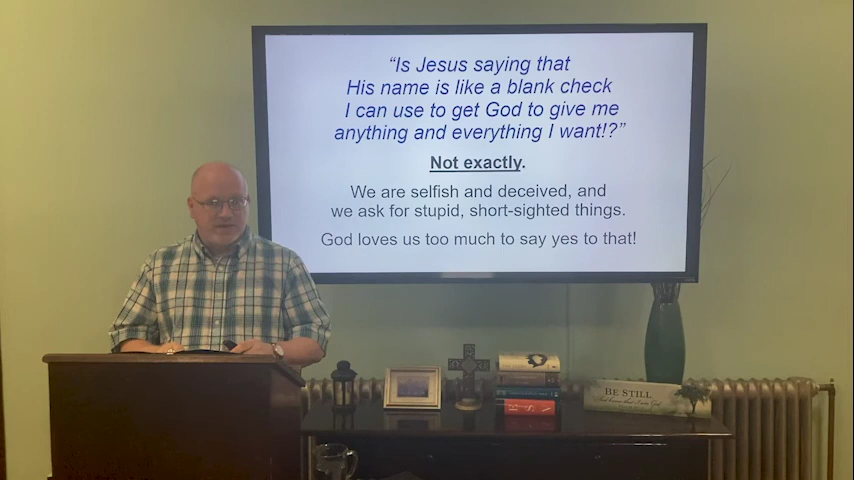 “Is Jesus saying that
His name is like a blank check
I can use to get God to give me
anything and everything I want!?”
Not exactly.
We are selfish and deceived, and
we ask for stupid, short-sighted things.
God loves us too much to say yes to that!
BE STILL